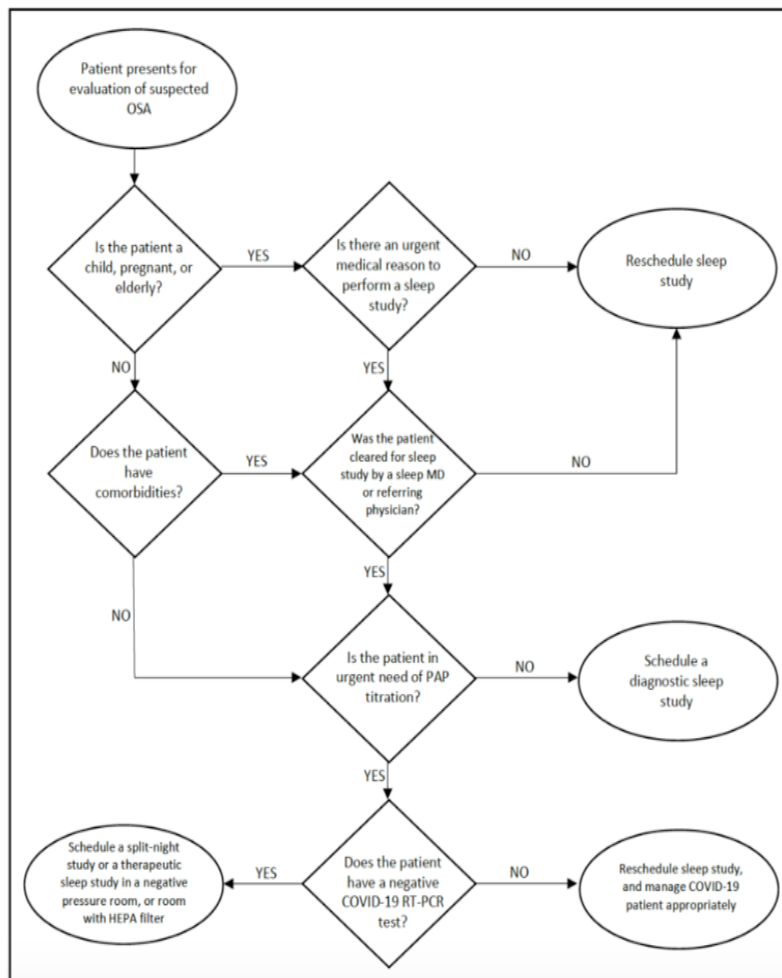 Patient presents for
evaluation of suspected
OSA
Is the patient a
child, pregnant, or
elderly?
YES
Is there an urgent
medical reason to
perform a sleep
study?
NO
Reschedule sleep
study
NO
YES
Does the patient
have
comorbidities?
YES
Was the patient
cleared for sleep
study by a sleep MD
or referring
physician?
NO
YES
NO
Is the patient in
urgent need of PAP
titration?
NO
Schedule a
diagnostic sleep
study
YES
Schedule a split-night
study or a therapeutic
sleep study in a negative
pressure room, or room
with HEPA filter
YES
Does the patient
have a negative
COVID-19 RT-PCR
test?
NO
Reschedule sleep study,
and manage COVID-19
patient appropriately